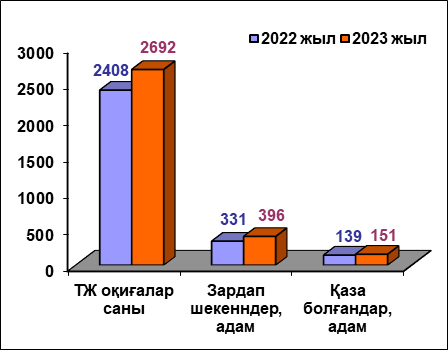 2022 жыл 2023 жыл
3000
2500
2000
1500
1000
500
0
2408 2692
331 396
139 151
ТЖ оқиғалар
саны
Зардап
шекенндер,
адам
Қаза
болғандар,
адам